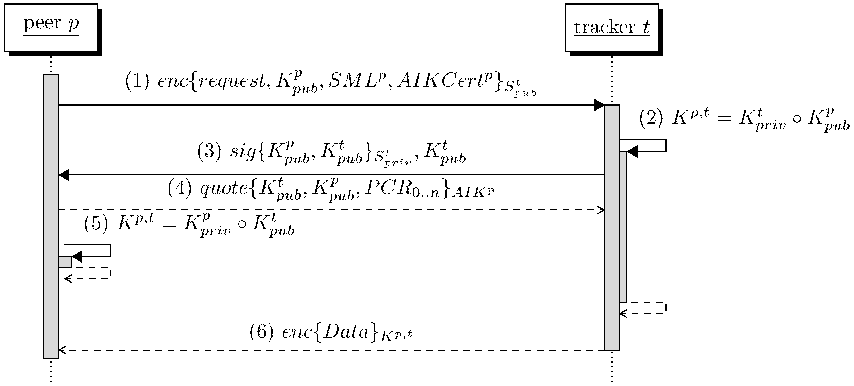 peer p
tracker t
(1) enc{request, K^p_pub, SML^p, AIKCert^p}_{S^t_pub}
(2) K^{p,t} = K^t_priv ∘ K^p_pub
(3) sig{K^p_pub, K^t_pub}_{S^t_priv}, K^t_pub
(4) quote{K^t_pub, K^p_pub, PCR_{0..n}}_{AIK^p}
(5) K^{p,t} = K^p_priv ∘ K^t_pub
(6) enc{Data}_{K^{p,t}}